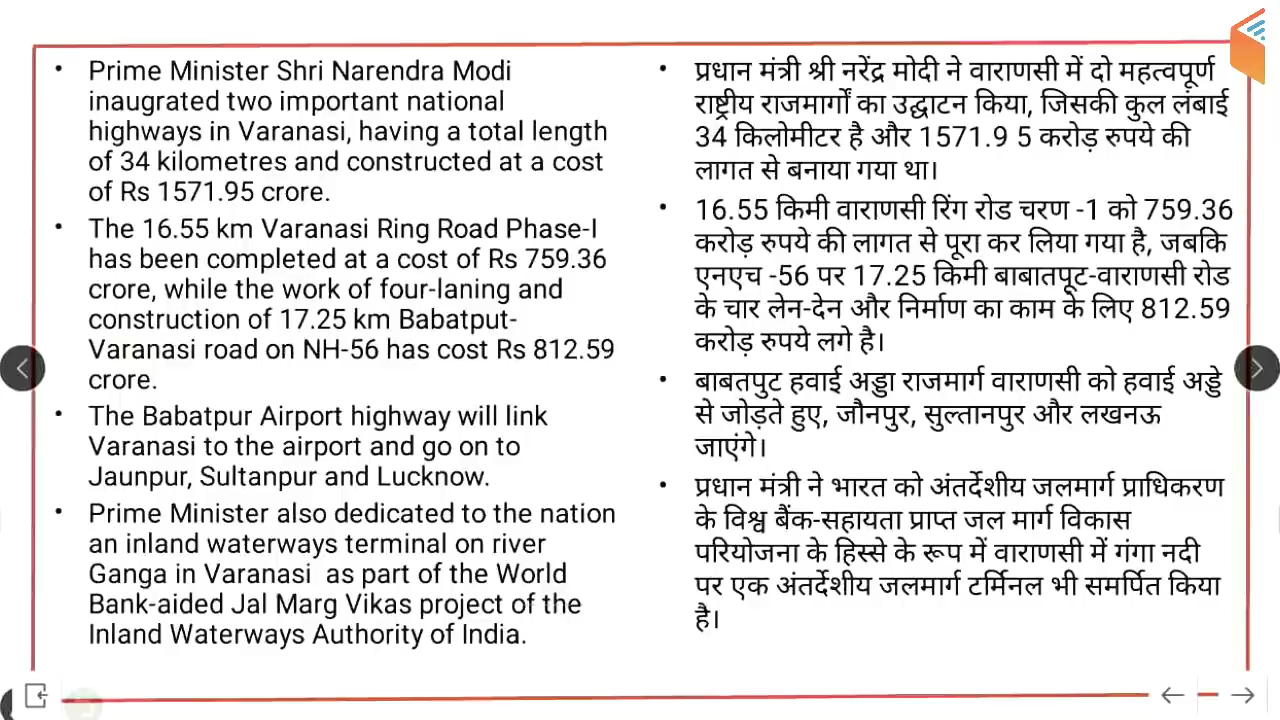 • Prime Minister Shri Narendra Modi
inaugrated two important national
highways in Varanasi, having a total length
of 34 kilometres and constructed at a cost
of Rs 1571.95 crore.
• The 16.55 km Varanasi Ring Road Phase-I
has been completed at a cost of Rs 759.36
crore, while the work of four-laning and
construction of 17.25 km Babatput-
Varanasi road on NH-56 has cost Rs 812.59
crore.
• The Babatpur Airport highway will link
Varanasi to the airport and go on to
Jaunpur, Sultanpur and Lucknow.
• Prime Minister also dedicated to the nation
an inland waterways terminal on river
Ganga in Varanasi as part of the World
Bank-aided Jal Marg Vikas project of the
Inland Waterways Authority of India.
• प्रधान मंत्री श्री नरेंद्र मोदी ने वाराणसी में दो महत्वपूर्ण
राष्ट्रीय राजमार्गों का उद्घाटन किया, जिसकी कुल लंबाई
34 किलोमीटर है और 1571.9 5 करोड़ रुपये की
लागत से बनाया गया था।
• 16.55 किमी वाराणसी रिंग रोड चरण -1 को 759.36
करोड़ रुपये की लागत से पूरा कर लिया गया है, जबकि
एनएच -56 पर 17.25 किमी बाबातपूट-वाराणसी रोड
के चार लेन-देन और निर्माण का काम के लिए 812.59
करोड़ रुपये लगे है।
• बाबतपुट हवाई अड्डा राजमार्ग वाराणसी को हवाई अड्डे
से जोड़ते हुए, जौनपुर, सुल्तानपुर और लखनऊ
जाएंगे।
• प्रधान मंत्री ने भारत को अंतर्देशीय जलमार्ग प्राधिकरण
के विश्व बैंक-सहायता प्राप्त जल मार्ग विकास
परियोजना के हिस्से के रूप में वाराणसी में गंगा नदी
पर एक अंतर्देशीय जलमार्ग टर्मिनल भी समर्पित किया
है।